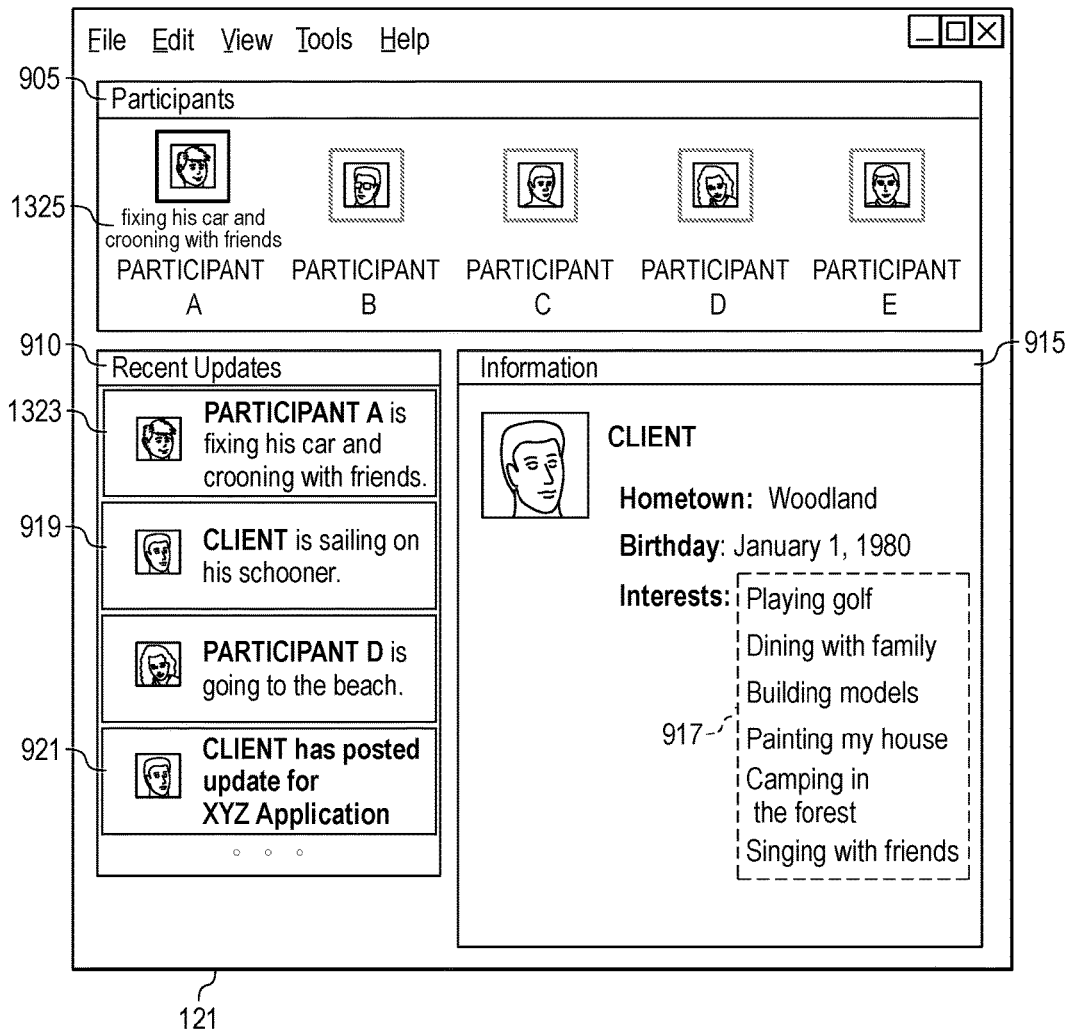 File Edit View Tools Help
905
Participants
1325
fixing his car and
crooning with friends
PARTICIPANT A
PARTICIPANT B
PARTICIPANT C
PARTICIPANT D
PARTICIPANT E
910
Recent Updates
1323
PARTICIPANT A is
fixing his car and
crooning with friends.
919
CLIENT is sailing on
his schooner.
PARTICIPANT D is
going to the beach.
921
CLIENT has posted
update for
XYZ Application
915
Information
CLIENT
Hometown: Woodland
Birthday: January 1, 1980
Interests: Playing golf
Dining with family
Building models
917
Painting my house
Camping in
the forest
Singing with friends
121